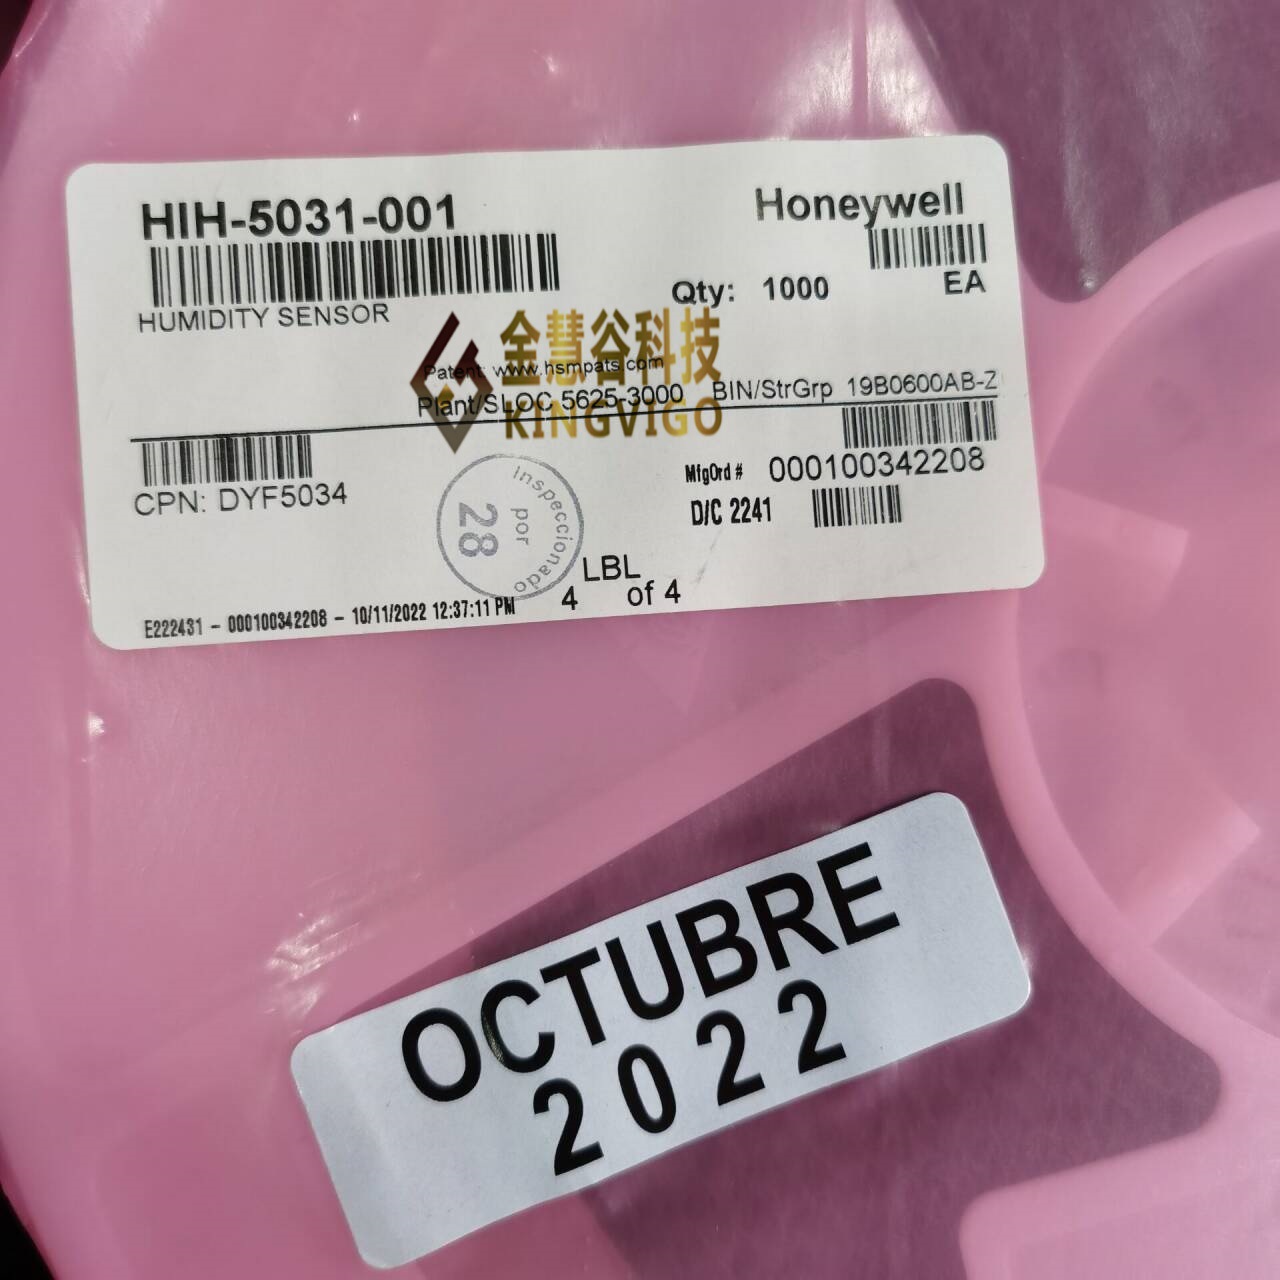 HIH-5031-001
Honeywell
HUMIDITY SENSOR
Qty: 1000
EA
金慧谷科技
KINGVIGO
Patent: www.hsmpats.com
Plant/SLOC 5625-3000 BIN/StrGrp 19B0600AB-Z
CPN: DYF5034
MfgOrd # 000100342208
D/C 2241
Inspeccionado
por
28
LBL
4 of 4
E222431 - 000100342208 - 10/11/2022 12:37:11 PM
OCTUBRE
2022